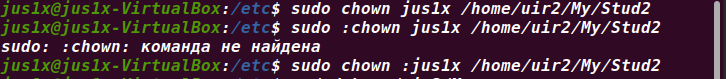 jus1x@jus1x-VirtualBox:/etc$ sudo chown jus1x /home/uir2/My/Stud2
jus1x@jus1x-VirtualBox:/etc$ sudo :chown jus1x /home/uir2/My/Stud2
sudo: :chown: команда не найдена
jus1x@jus1x-VirtualBox:/etc$ sudo chown :jus1x /home/uir2/My/Stud2